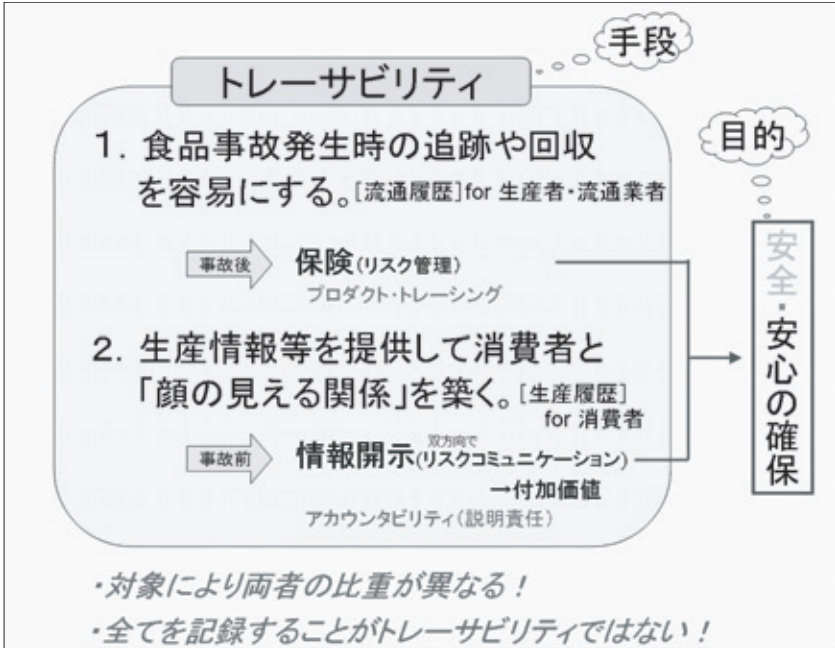 手段
トレーサビリティ
1. 食品事故発生時の追跡や回収
を容易にする。[流通履歴]for 生産者・流通業者
事故後
保険(リスク管理)
プロダクト・トレーシング
2. 生産情報等を提供して消費者と
「顔の見える関係」を築く。[生産履歴]
for 消費者
事故前
双方向で
情報開示(リスクコミュニケーション)
→付加価値
アカウンタビリティ(説明責任)
目的
安全・安心の確保
・対象により両者の比重が異なる！
・全てを記録することがトレーサビリティではない！